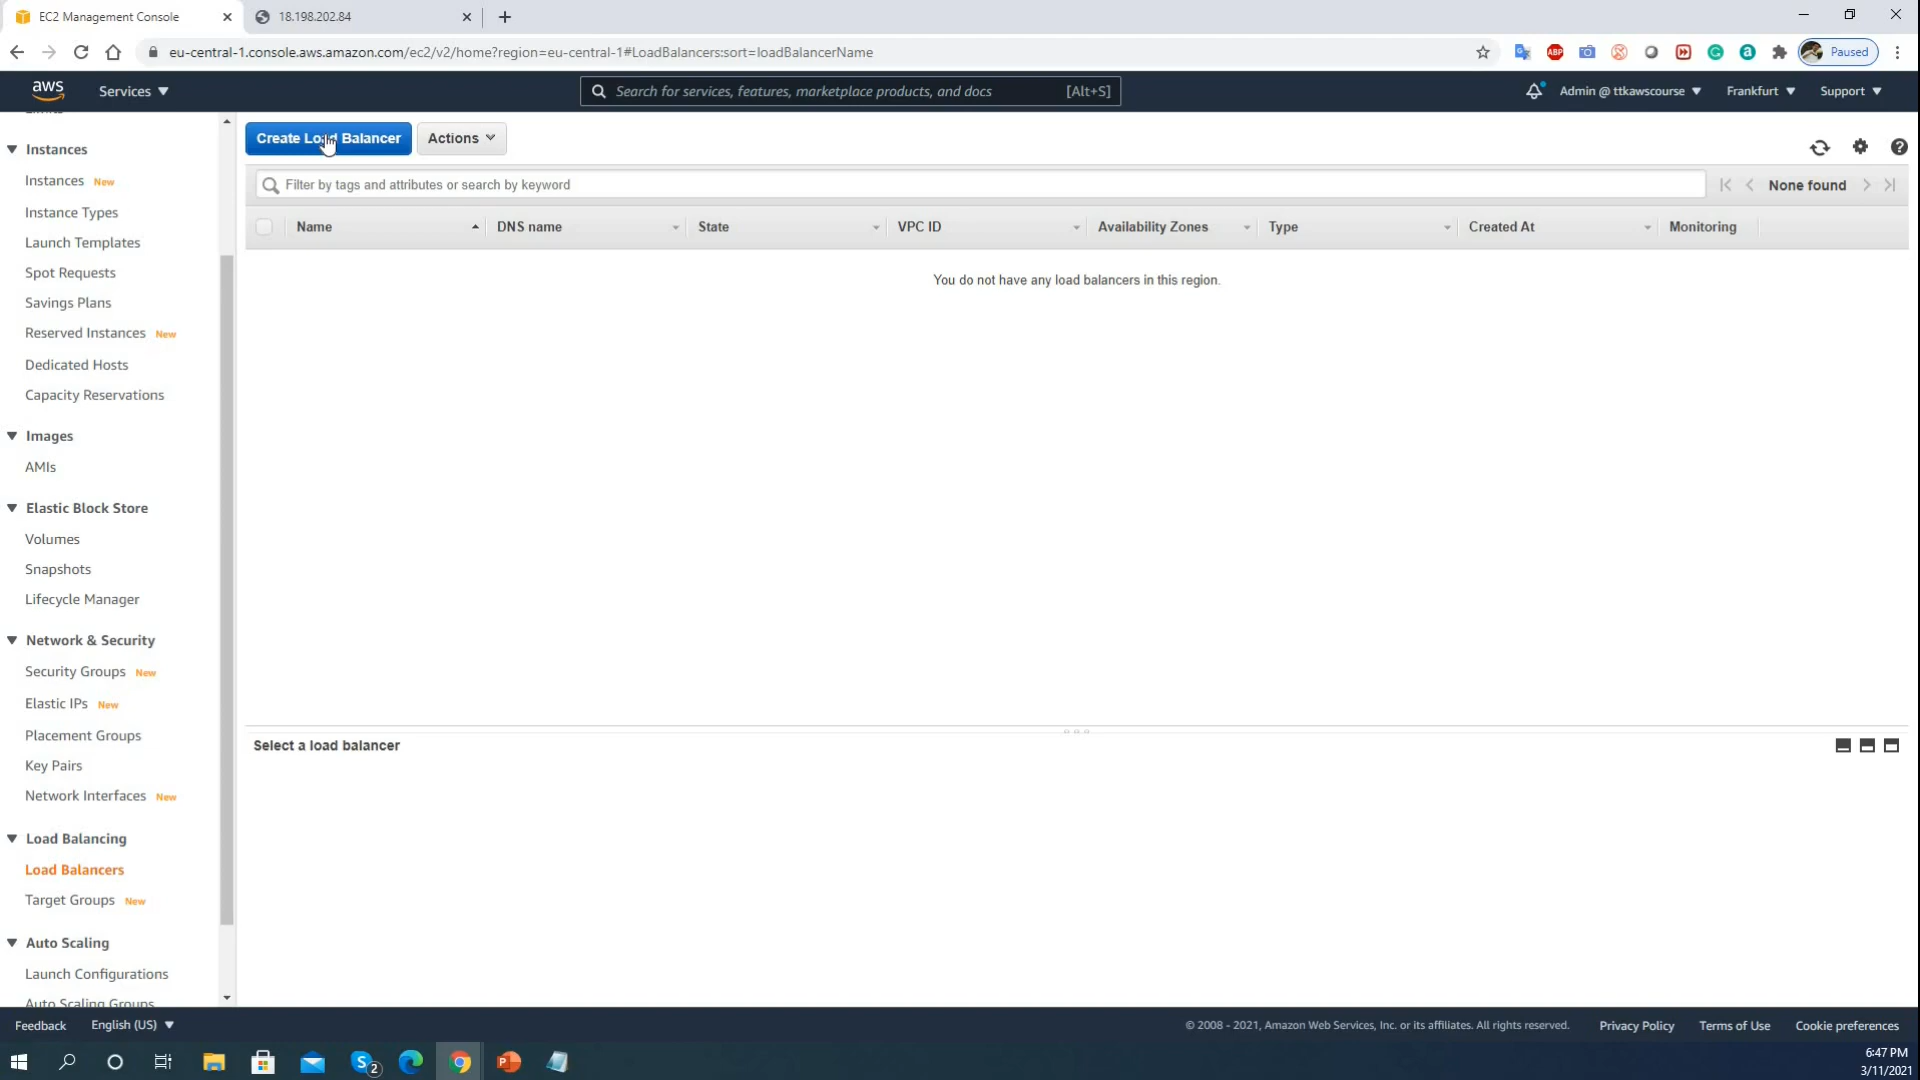 EC2 Management Console
18.198.202.84
eu-central-1.console.aws.amazon.com/ec2/v2/home?region=eu-central-1#LoadBalancers:sort=loadBalancerName
ABP
Paused
aws
Services
Search for services, features, marketplace products, and docs
[Alt+S]
Admin @ ttkawscourse
Frankfurt
Support
Limits
Instances
Instances New
Instance Types
Launch Templates
Spot Requests
Savings Plans
Reserved Instances New
Dedicated Hosts
Capacity Reservations
Images
AMIs
Elastic Block Store
Volumes
Snapshots
Lifecycle Manager
Network & Security
Security Groups New
Elastic IPs New
Placement Groups
Key Pairs
Network Interfaces New
Load Balancing
Load Balancers
Target Groups New
Auto Scaling
Launch Configurations
Auto Scaling Groups
Create Load Balancer
Actions
Filter by tags and attributes or search by keyword
None found
Name
DNS name
State
VPC ID
Availability Zones
Type
Created At
Monitoring
You do not have any load balancers in this region.
Select a load balancer
Feedback
English (US)
© 2008 - 2021, Amazon Web Services, Inc. or its affiliates. All rights reserved.
Privacy Policy
Terms of Use
Cookie preferences
6:47 PM
3/11/2021